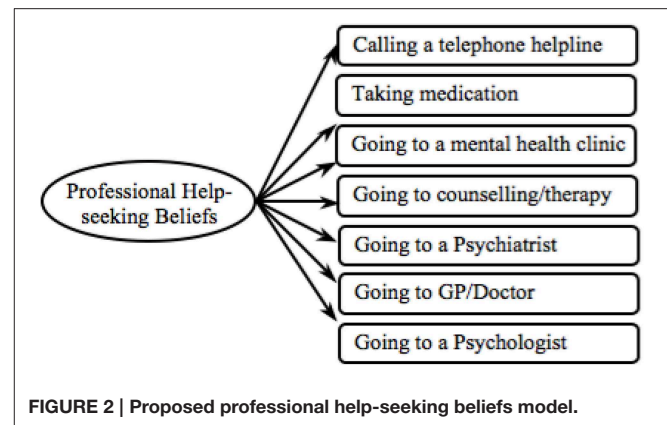 Calling a telephone helpline
Taking medication
Going to a mental health clinic
Professional Help-
seeking Beliefs
Going to counselling/therapy
Going to a Psychiatrist
Going to GP/Doctor
Going to a Psychologist
FIGURE 2 | Proposed professional help-seeking beliefs model.